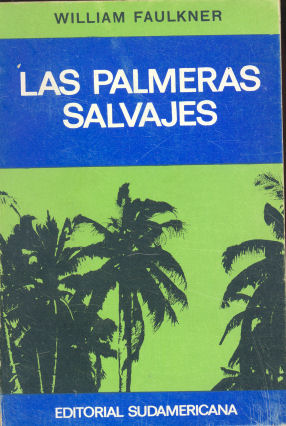 WILLIAM FAULKNER
LAS PALMERAS
SALVAJES
EDITORIAL SUDAMERICANA